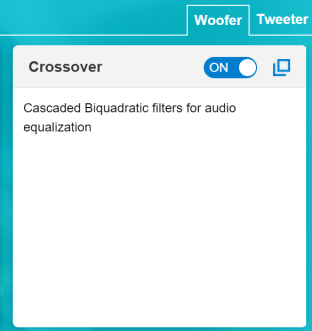 Woofer Tweeter
Crossover ON
Cascaded Biquadratic filters for audio
equalization